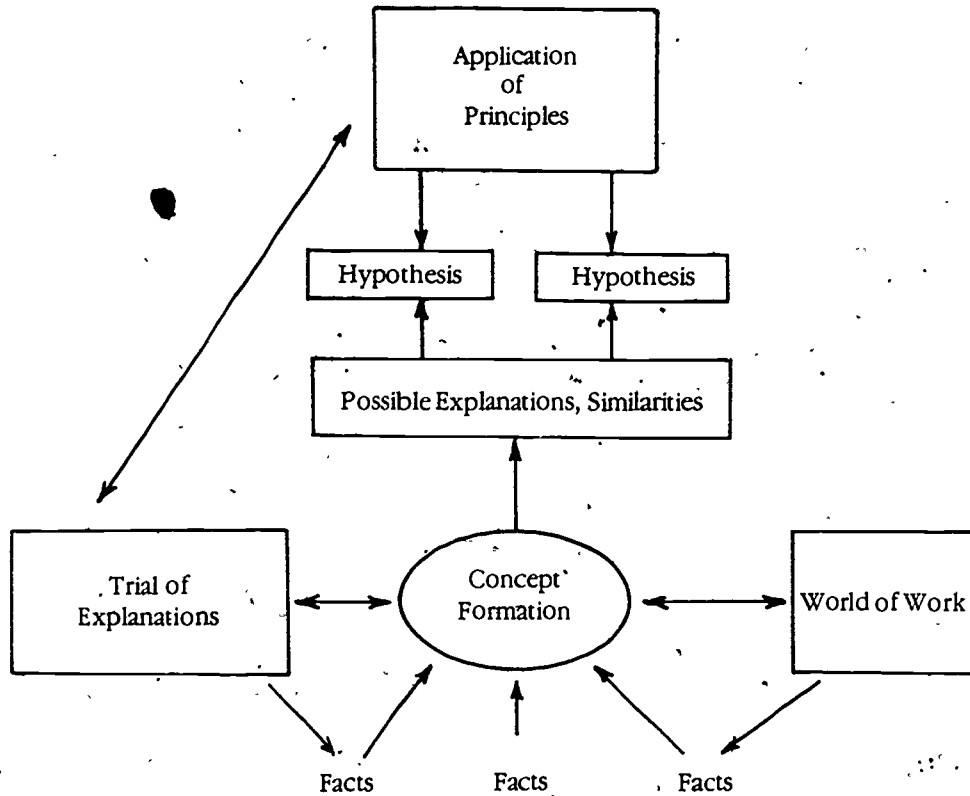 Application
of
Principles
Hypothesis
Hypothesis
Possible Explanations, Similarities
Trial of
Explanations
Concept
Formation
World of Work
Facts
Facts
Facts